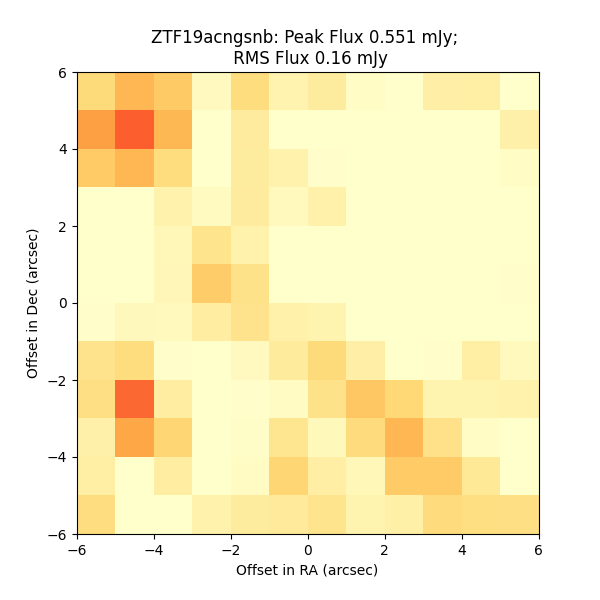 ZTF19acngsnb: Peak Flux 0.551 mJy;
RMS Flux 0.16 mJy
6
4
2
0
−2
−4
−6
Offset in Dec (arcsec)
−6 −4 −2 0 2 4 6
Offset in RA (arcsec)